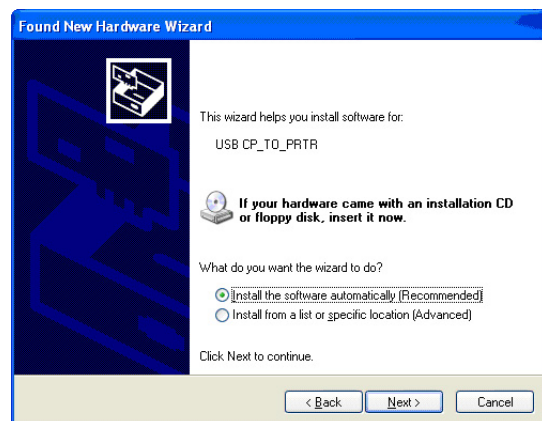 Found New Hardware Wizard
This wizard helps you install software for:
USB CP_TO_PRTR
If your hardware came with an installation CD
or floppy disk, insert it now.
What do you want the wizard to do?
Install the software automatically (Recommended)
Install from a list or specific location (Advanced)
Click Next to continue.
< Back
Next >
Cancel